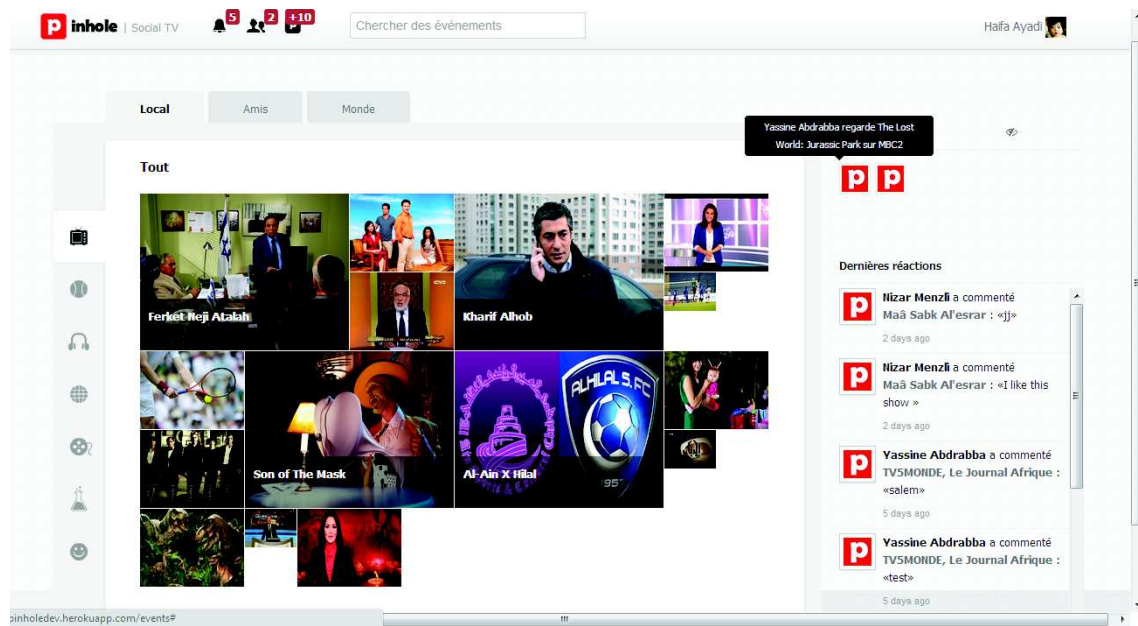 p inhole | Social TV
5
2
+10
Chercher des événements
Haifa Ayadi
Local
Amis
Monde
Yassine Abdrabba regarde The Lost
World: Jurassic Park sur MBC2
Tout
Ferket Neji Atalah
Kharif Alhob
Son of The Mask
Al-Ain X Hilal
ALHILAL S. FC
1957
p
p
Dernières réactions
p
Nizar Menzli a commenté
Maâ Sabk Al'esrar : «jj»
2 days ago
p
Nizar Menzli a commenté
Maâ Sabk Al'esrar : «I like this
show »
2 days ago
p
Yassine Abdrabba a commenté
TV5MONDE, Le Journal Afrique :
«salem»
5 days ago
p
Yassine Abdrabba a commenté
TV5MONDE, Le Journal Afrique :
«test»
5 days ago
pinholedev.herokuapp.com/events#